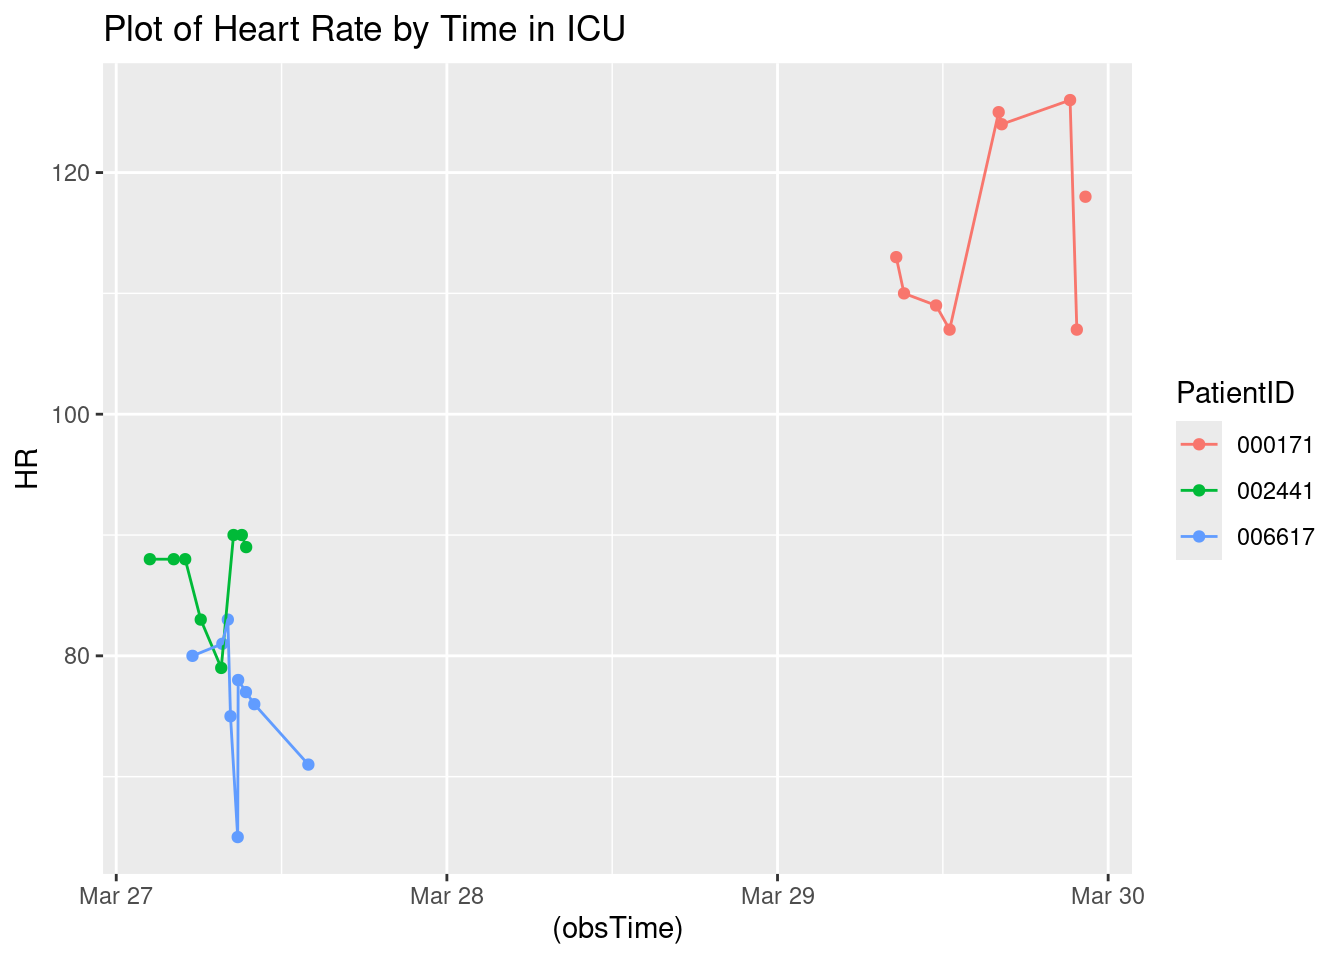 Plot of Heart Rate by Time in ICU
120
100
80
HR
Mar 27
Mar 28
Mar 29
Mar 30
(obsTime)
PatientID
000171
002441
006617